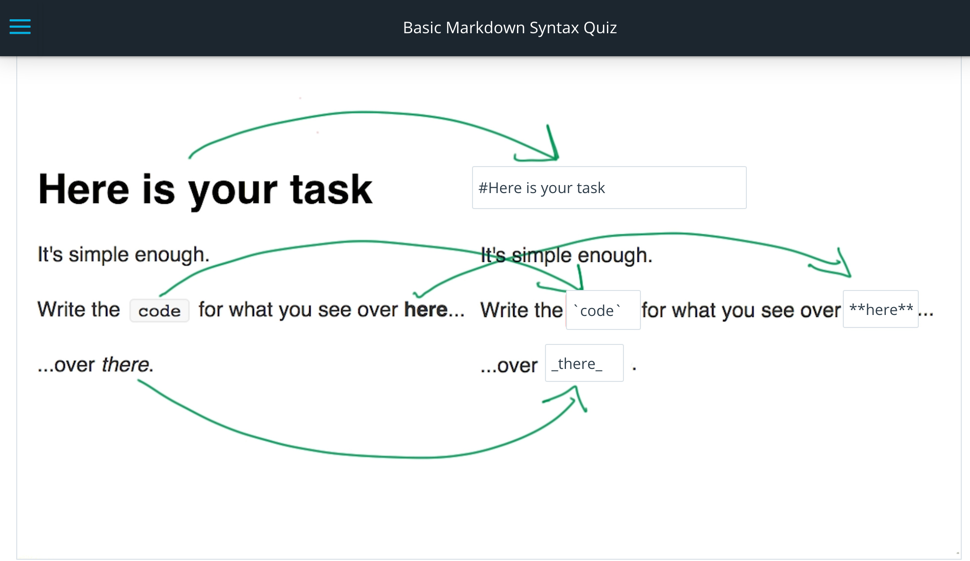 Basic Markdown Syntax Quiz
Here is your task
#Here is your task
It's simple enough.
It's simple enough.
Write the code for what you see over here...
Write the `code` for what you see over **here** ...
...over there.
...over _there_ .